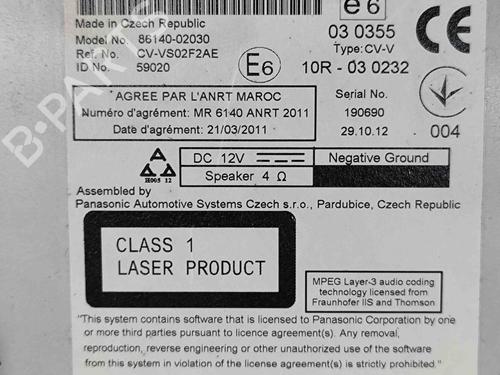 e6
Made in Czech Republic
Model No. 86140-02030
Ref. No. CV-VS02F2AE
ID No. 59020
E6
03 0355
Type: CV-V
10R - 03 0232
AGREE PAR L'ANRT MAROC
Numéro d'agrément: MR 6140 ANRT 2011
Date d'agrément: 21/03/2011
Serial No.
190690
29.10.12
004
DC 12V
Negative Ground
Speaker 4 Ω
Assembled by
Panasonic Automotive Systems Czech s.r.o., Pardubice, Czech Republic
CLASS 1
LASER PRODUCT
MPEG Layer-3 audio coding
technology licensed from
Fraunhofer IIS and Thomson
"This system contains software that is licensed to Panasonic Corporation by one
or more third parties pursuant to licence agreement(s). Any removal,
reproduction, reverse engineering or other unauthorized use of the software
from this system in violation of the license agreement(s) is strictly prohibited."
B-PARTS